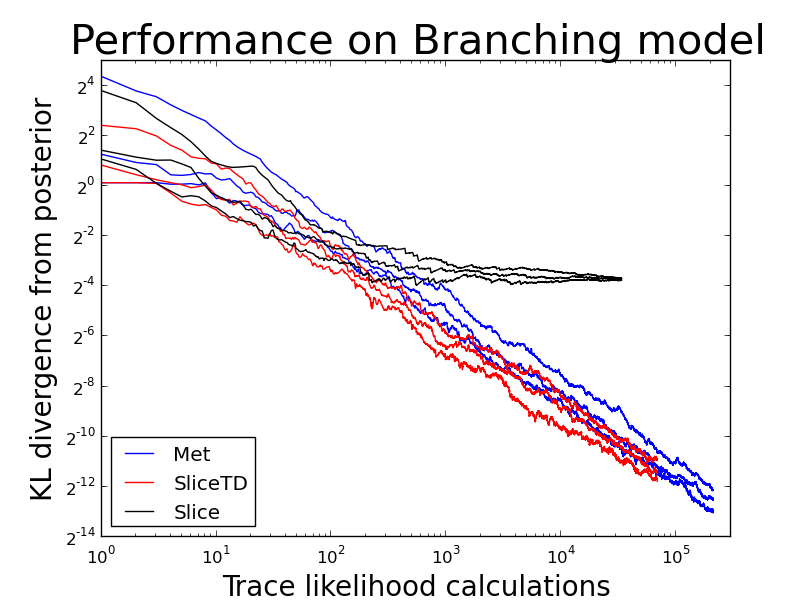 Performance on Branching model
KL divergence from posterior
2^4
2^2
2^0
2^-2
2^-4
2^-6
2^-8
2^-10
2^-12
2^-14
Met
SliceTD
Slice
10^0 10^1 10^2 10^3 10^4 10^5
Trace likelihood calculations